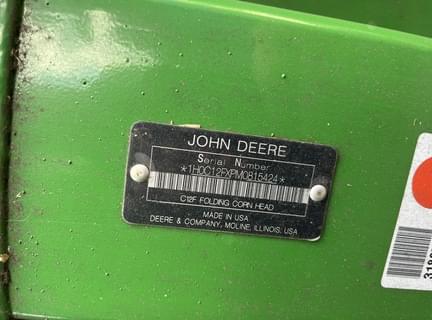 JOHN DEERE
Serial Number
*1H0C12FXPM0815424*
C12F FOLDING CORN HEAD
MADE IN USA
DEERE & COMPANY, MOLINE, ILLINOIS, USA